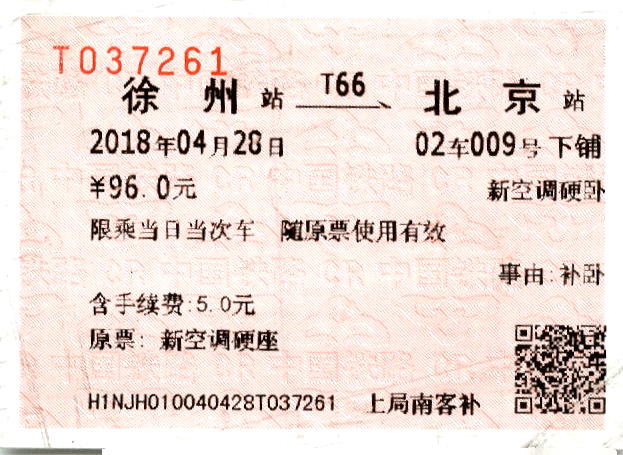 T037261
徐州站 T66 北京站
2018年04月28日 02车009号下铺
¥96.0元 新空调硬卧
限乘当日当次车 随原票使用有效
事由:补卧
含手续费:5.0元
原票: 新空调硬座
H1NJH010040428T037261 上局南客补